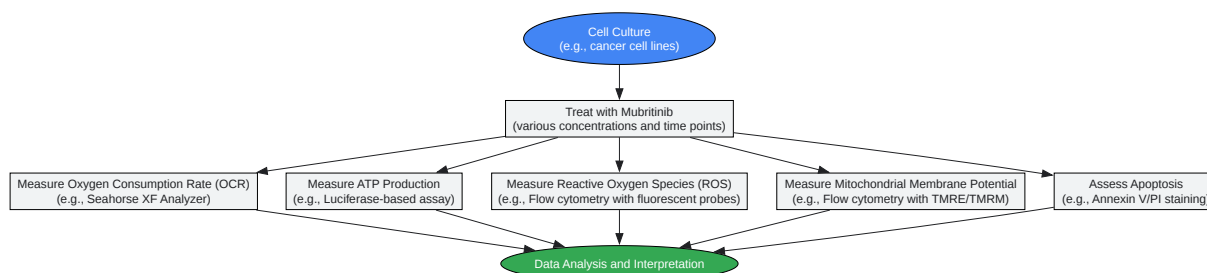 Cell Culture
(e.g., cancer cell lines)
Treat with Mubritinib
(various concentrations and time points)
Measure Oxygen Consumption Rate (OCR)
(e.g., Seahorse XF Analyzer)
Measure ATP Production
(e.g., Luciferase-based assay)
Measure Reactive Oxygen Species (ROS)
(e.g., Flow cytometry with fluorescent probes)
Measure Mitochondrial Membrane Potential
(e.g., Flow cytometry with TMRE/TMRM)
Assess Apoptosis
(e.g., Annexin V/PI staining)
Data Analysis and Interpretation